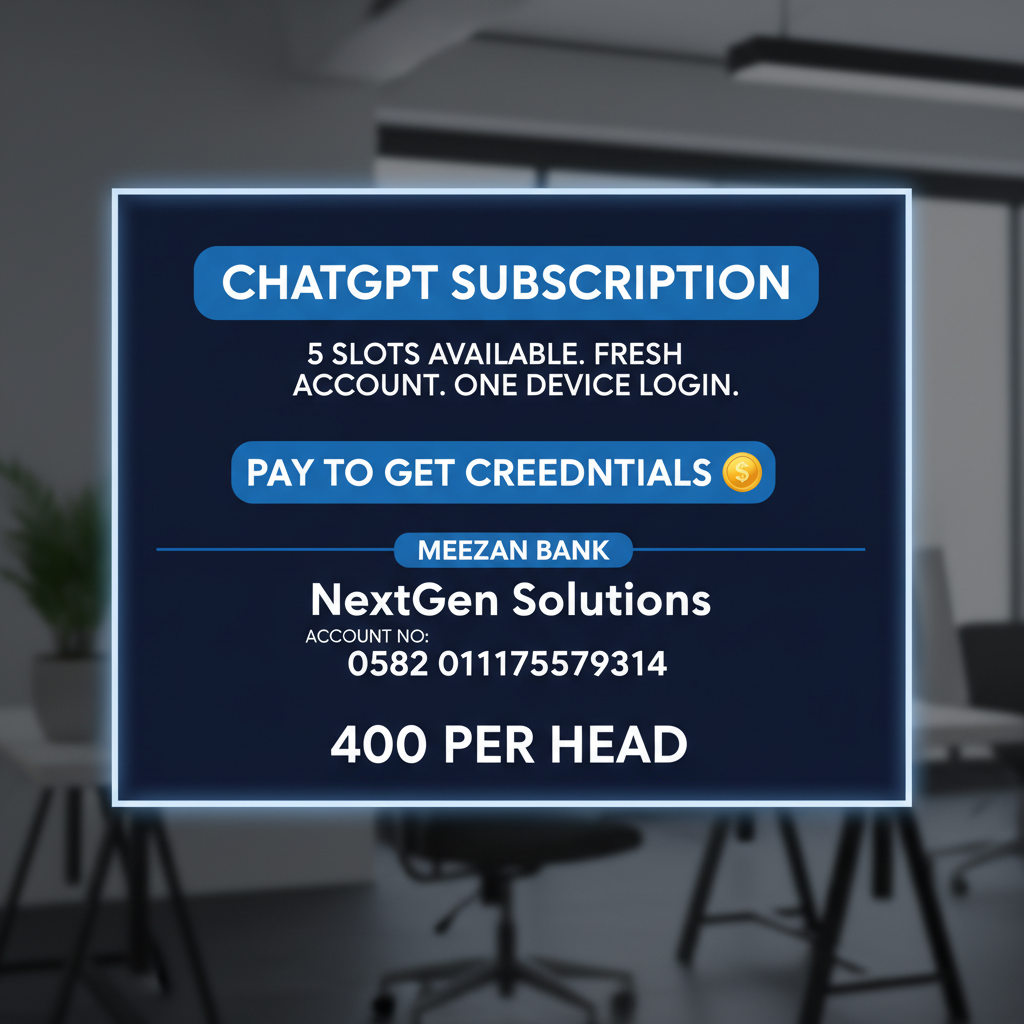 CHATGPT SUBSCRIPTION
5 SLOTS AVAILABLE. FRESH
ACCOUNT. ONE DEVICE LOGIN.
PAY TO GET CREEDNTIALS
MEEZAN BANK
NextGen Solutions
ACCOUNT NO:
0582 011175579314
400 PER HEAD